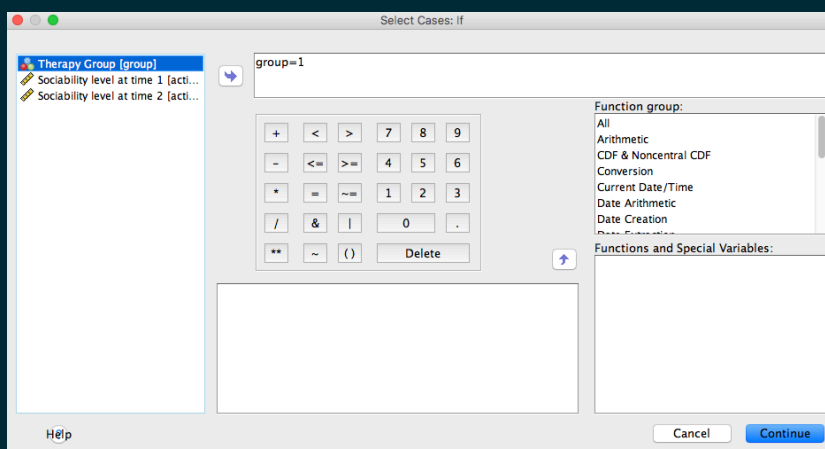 Select Cases: If
Therapy Group [group]
Sociability level at time 1 [acti...
Sociability level at time 2 [acti...
group=1
+ < > 7 8 9
- <= >= 4 5 6
* = ~= 1 2 3
/ & | 0 .
** ~ () Delete
Function group:
All
Arithmetic
CDF & Noncentral CDF
Conversion
Current Date/Time
Date Arithmetic
Date Creation
Date Extraction
Functions and Special Variables:
Help
Cancel
Continue